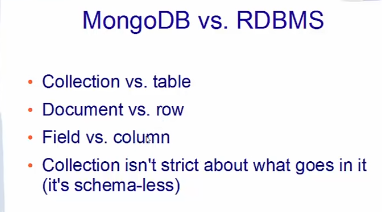 MongoDB vs. RDBMS
• Collection vs. table
• Document vs. row
• Field vs. column
• Collection isn't strict about what goes in it
(it's schema-less)